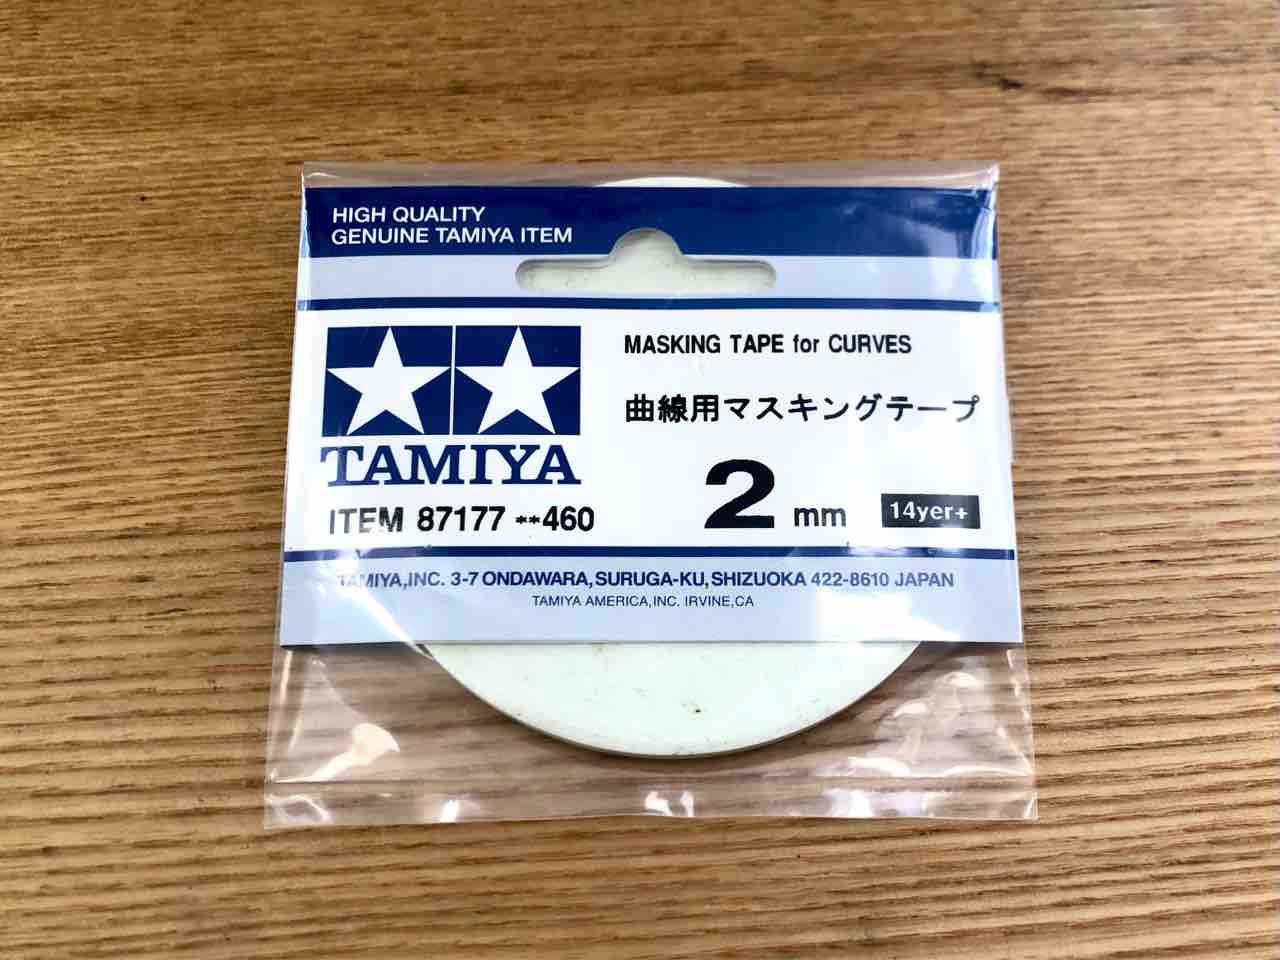 HIGH QUALITY
GENUINE TAMIYA ITEM
TAMIYA
ITEM 87177 **460
MASKING TAPE for CURVES
曲線用マスキングテープ
2 mm
14yer+
TAMIYA,INC. 3-7 ONDAWARA, SURUGA-KU, SHIZUOKA 422-8610 JAPAN
TAMIYA AMERICA, INC. IRVINE,CA